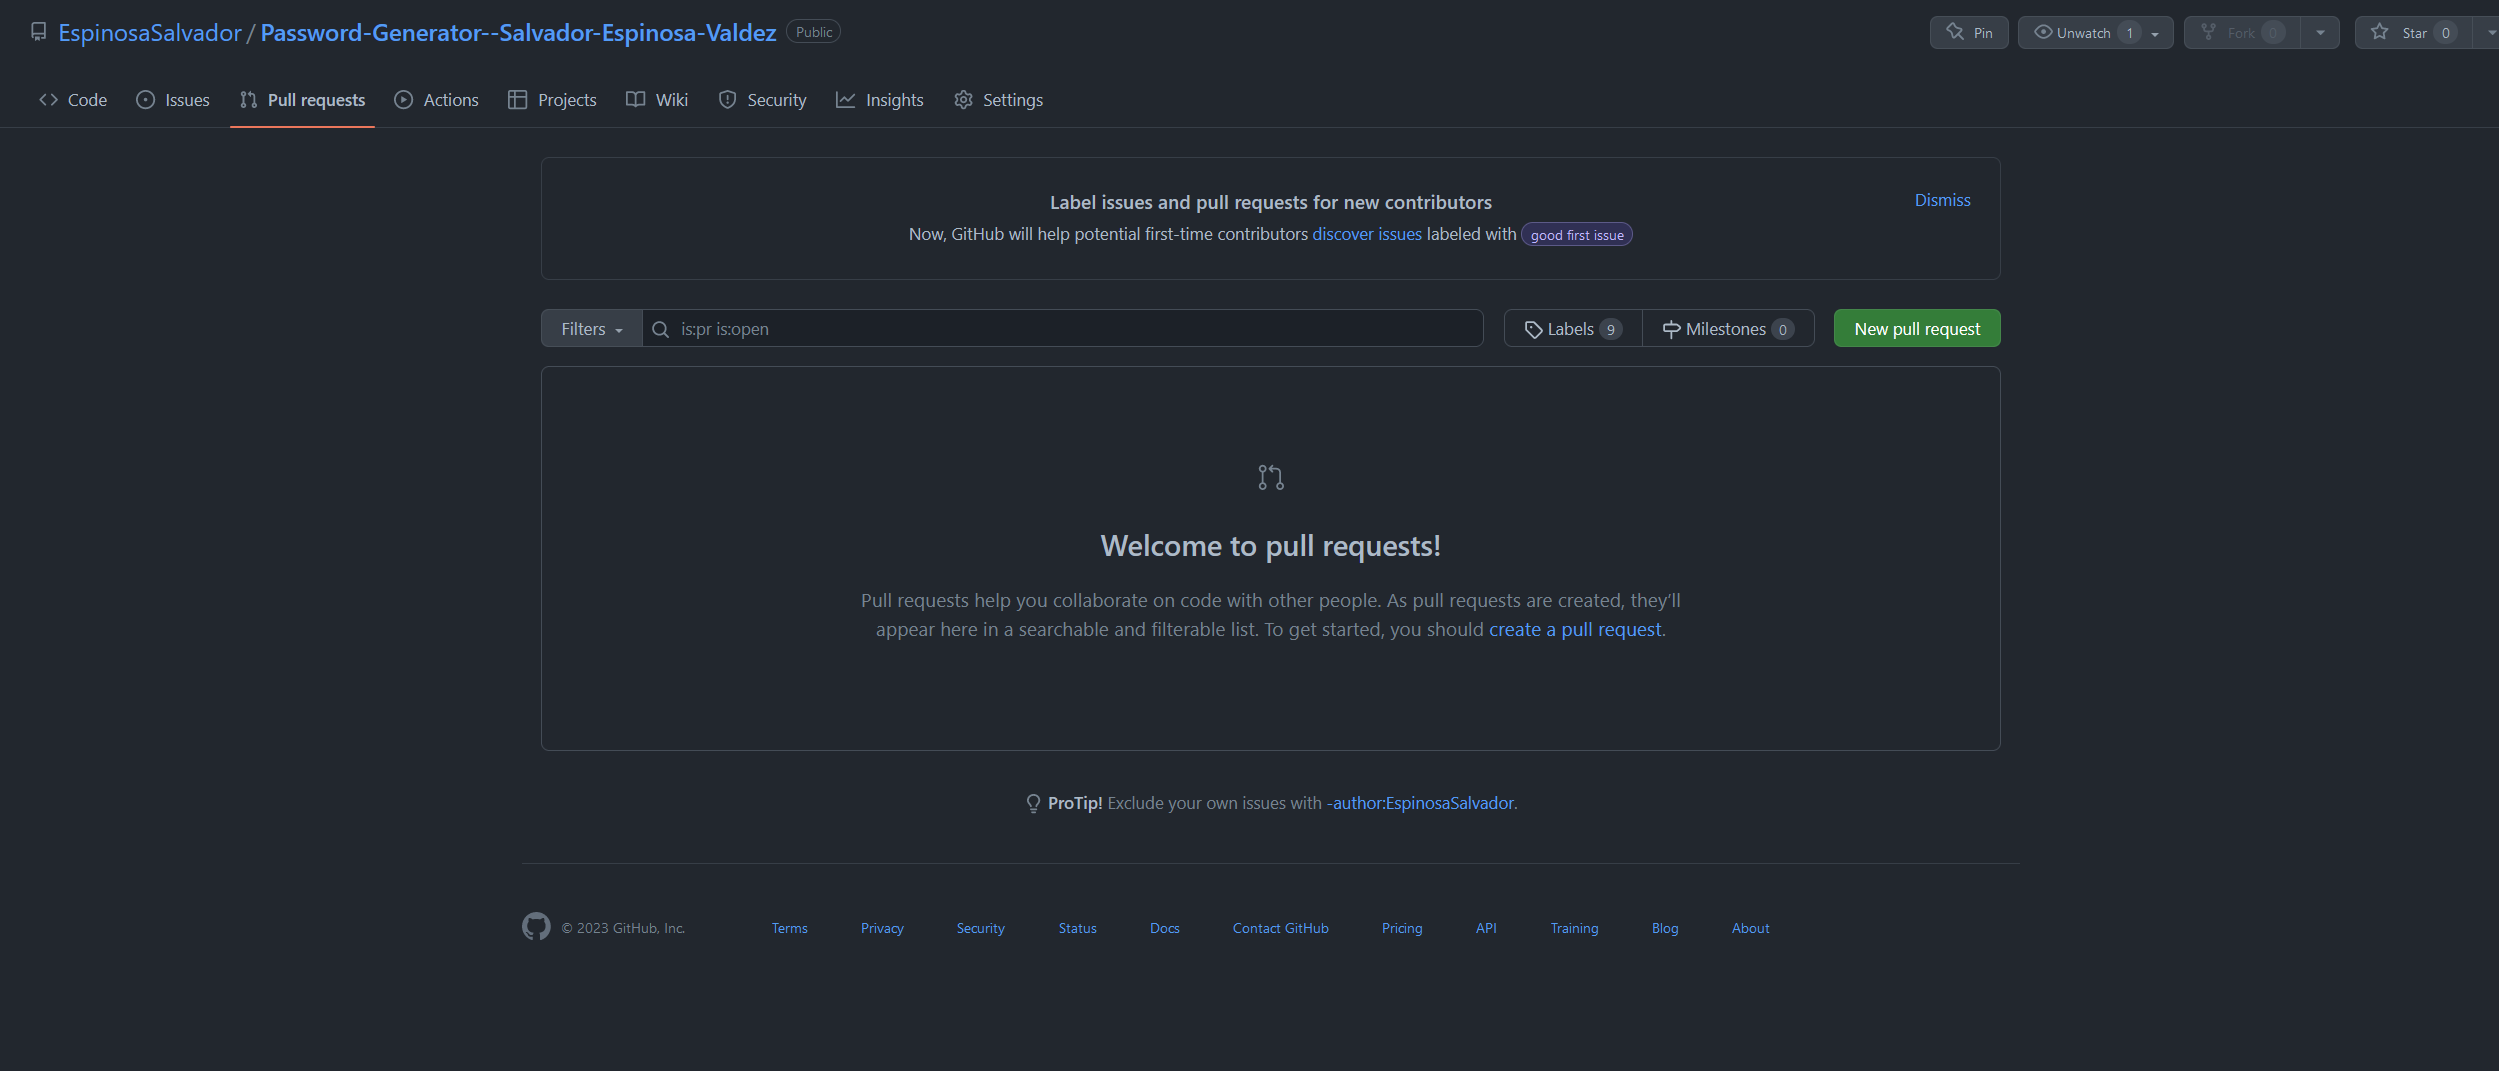 EspinosaSalvador / Password-Generator--Salvador-Espinosa-Valdez Public Pin Unwatch 1 Fork 0 Star 0
Code Issues Pull requests Actions Projects Wiki Security Insights Settings
Label issues and pull requests for new contributors Dismiss
Now, GitHub will help potential first-time contributors discover issues labeled with good first issue
Filters is:pr is:open Labels 9 Milestones 0 New pull request
Welcome to pull requests!
Pull requests help you collaborate on code with other people. As pull requests are created, they’ll
appear here in a searchable and filterable list. To get started, you should create a pull request.
ProTip! Exclude your own issues with -author:EspinosaSalvador.
© 2023 GitHub, Inc. Terms Privacy Security Status Docs Contact GitHub Pricing API Training Blog About